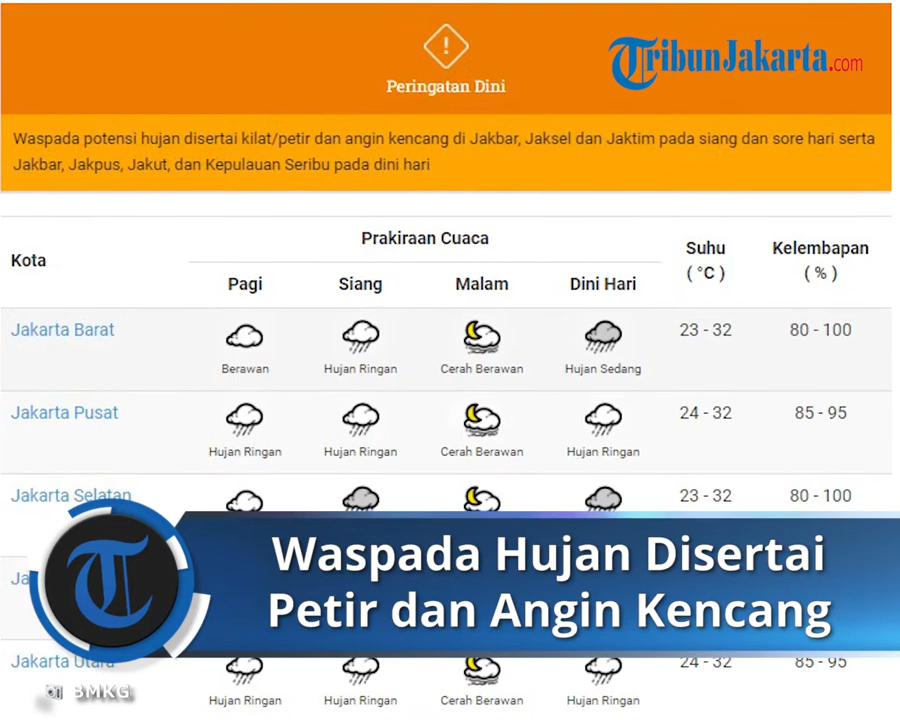 Peringatan Dini
TribunJakarta.com
Waspada potensi hujan disertai kilat/petir dan angin kencang di Jakbar, Jaksel dan Jaktim pada siang dan sore hari serta
Jakbar, Jakpus, Jakut, dan Kepulauan Seribu pada dini hari
Kota
Prakiraan Cuaca
Suhu
( °C )
Kelembapan
( % )
Pagi Siang Malam Dini Hari
Jakarta Barat 23 - 32 80 - 100
Berawan Hujan Ringan Cerah Berawan Hujan Sedang
Jakarta Pusat 24 - 32 85 - 95
Hujan Ringan Hujan Ringan Cerah Berawan Hujan Ringan
Jakarta Selatan 23 - 32 80 - 100
Waspada Hujan Disertai
Petir dan Angin Kencang
T
Jakarta Utara 24 - 32 85 - 95
BMKG
Hujan Ringan Hujan Ringan Cerah Berawan Hujan Ringan